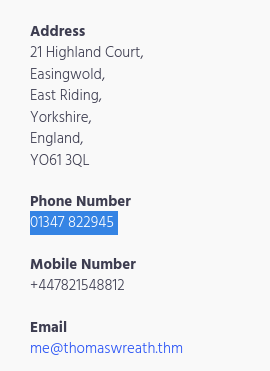 Address
21 Highland Court,
Easingwold,
East Riding,
Yorkshire,
England,
YO61 3QL
Phone Number
01347 822945
Mobile Number
+447821548812
Email
me@thomaswreath.thm